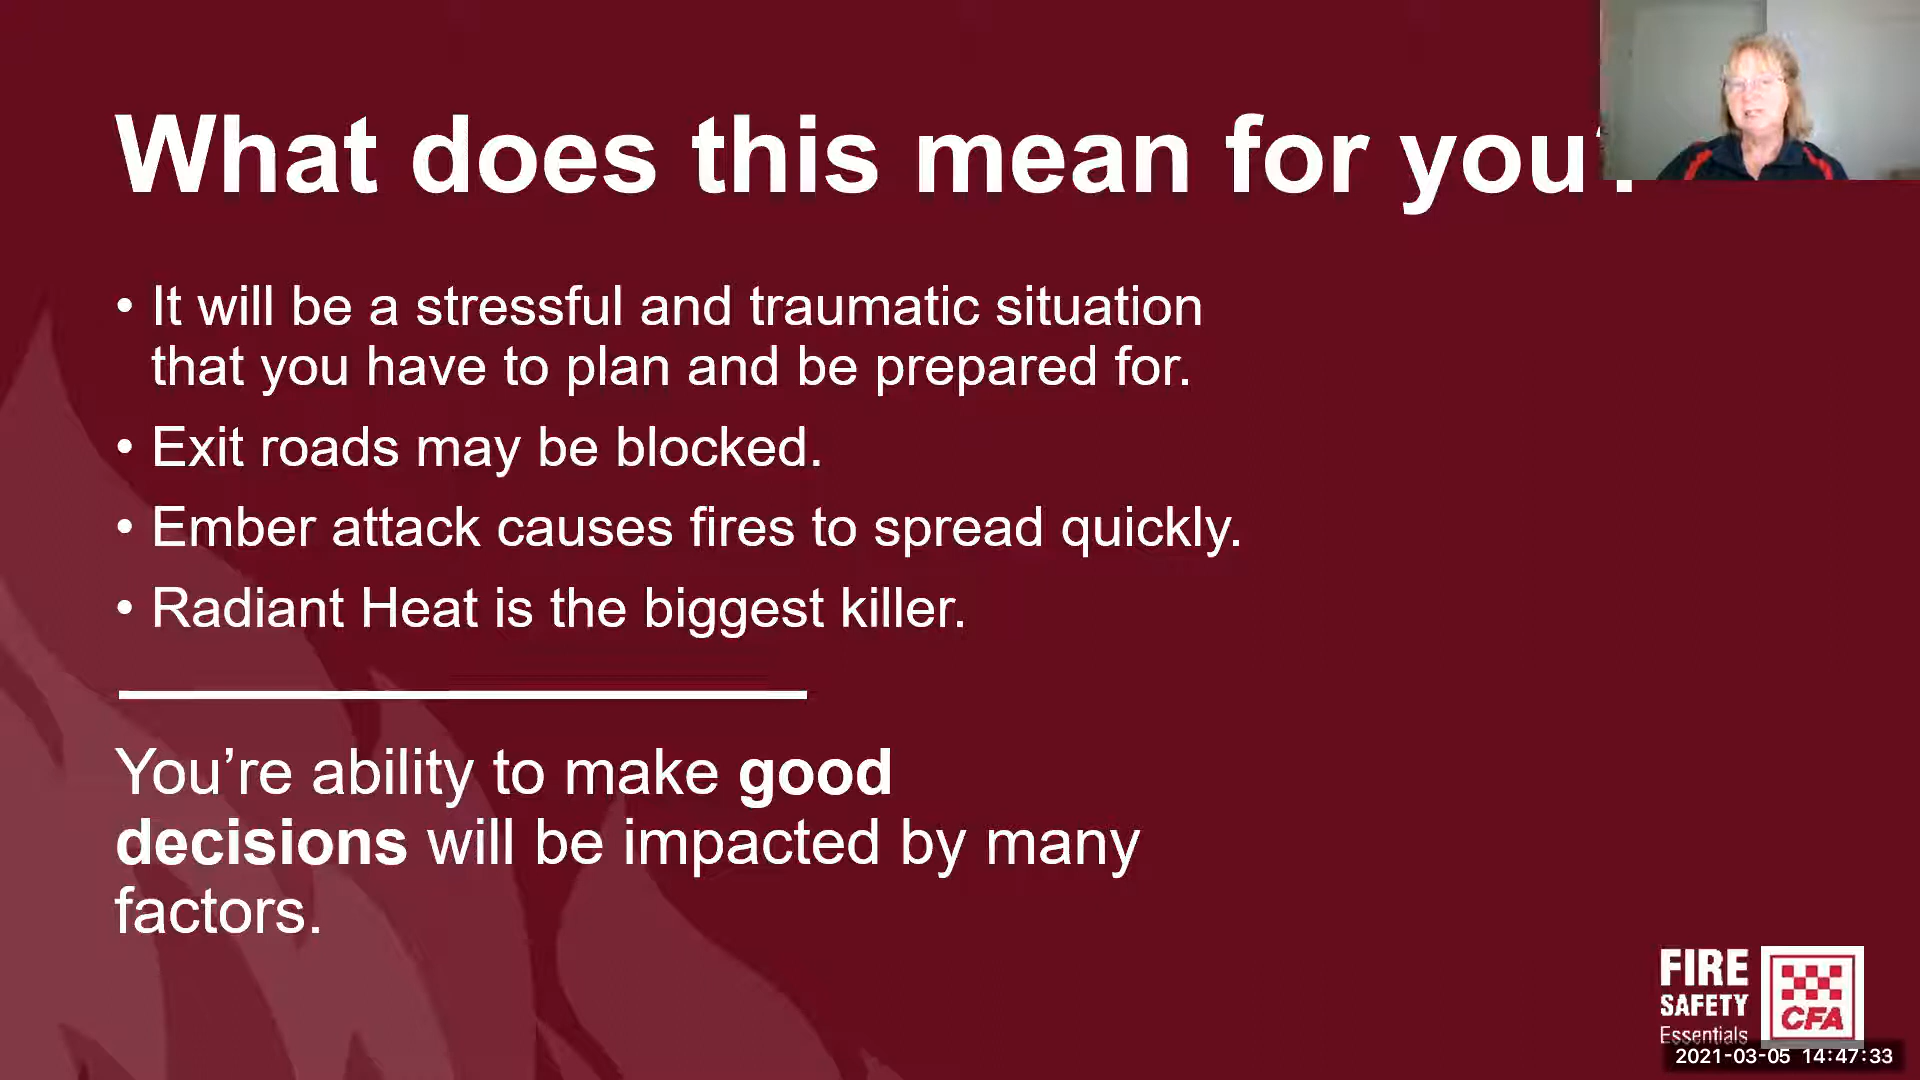 What does this mean for you?
• It will be a stressful and traumatic situation
that you have to plan and be prepared for.
• Exit roads may be blocked.
• Ember attack causes fires to spread quickly.
• Radiant Heat is the biggest killer.
You’re ability to make good
decisions will be impacted by many
factors.
FIRE
SAFETY
Essentials
CFA
2021-03-05 14:47:33